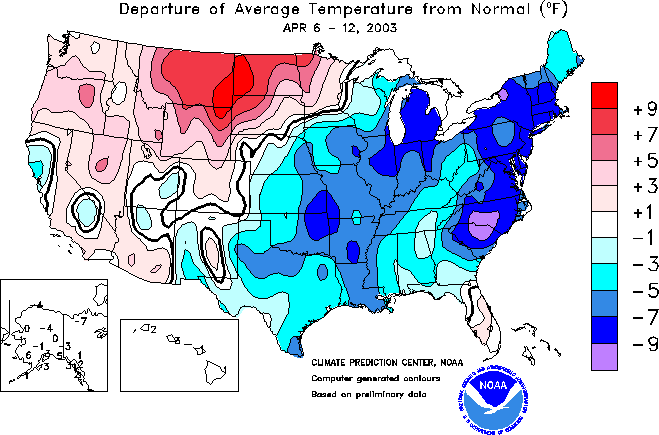 Departure of Average Temperature from Normal (°F)
APR 6 - 12, 2003
+9
+7
+5
+3
+1
-1
-3
-5
-7
-9
-7
0 -4
0
-3
6 -1 5 1
3 -3
1
2
3
CLIMATE PREDICTION CENTER, NOAA
Computer generated contours
Based on preliminary data
NOAA